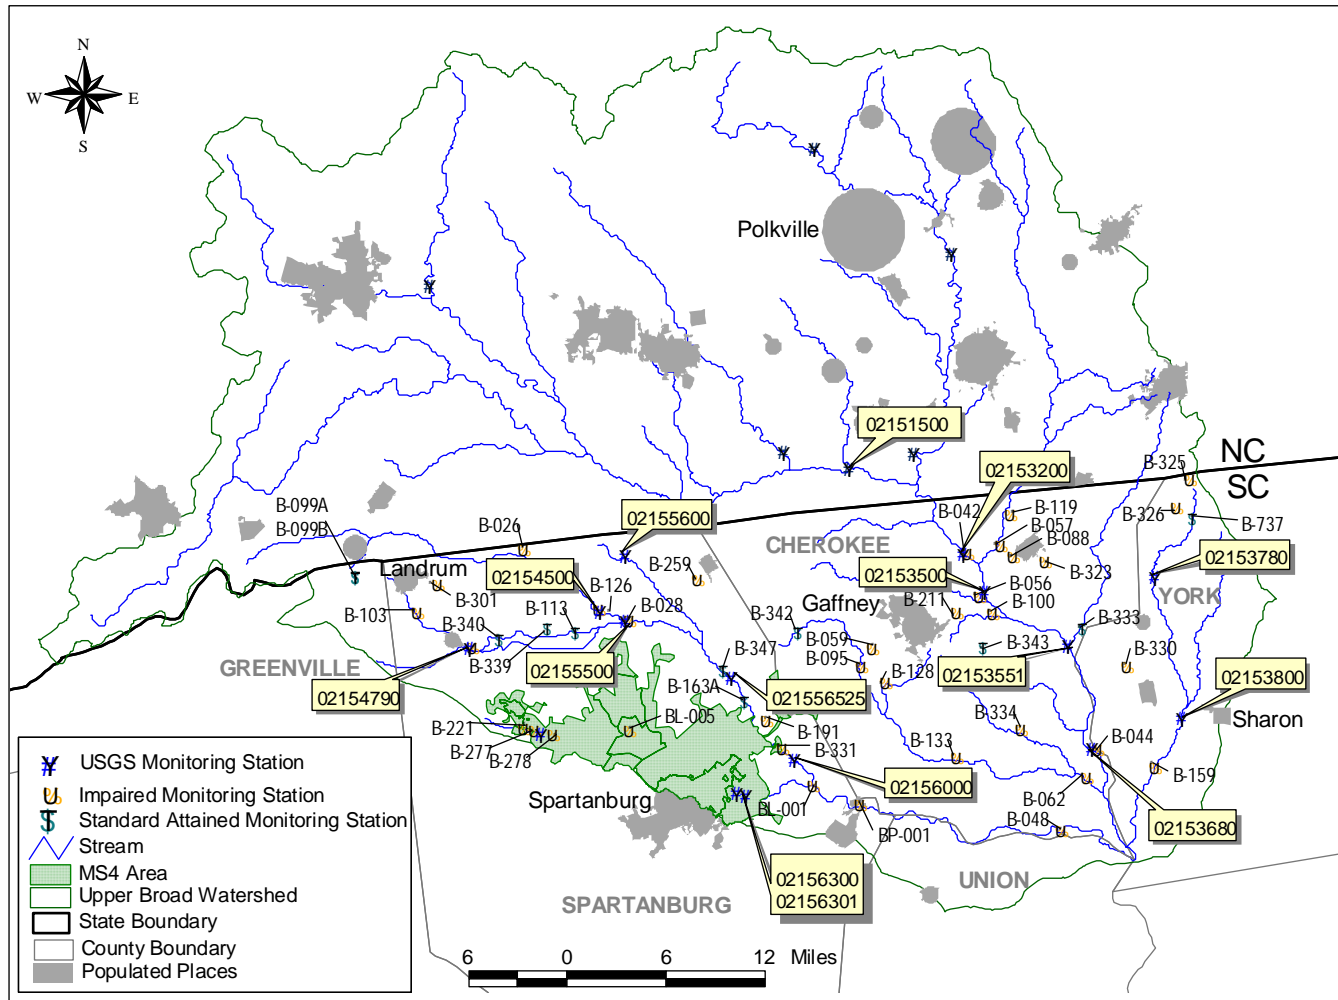 N
W
E
S
Polkville
02151500
NC
SC
02153200
B-325
B-099A
B-099B
B-026
02155600
B-042
B-119
B-057
B-088
B-326
B-737
CHEROKEE
Landrum
02154500
B-259
02153500
B-323
02153780
B-126
B-056
YORK
B-301
B-103
B-113
B-028
B-342
Gaffney
B-211
B-100
B-340
B-333
B-059
B-343
B-339
GREENVILLE
02155500
B-347
B-095
B-128
02153551
B-330
02154790
B-163A
021556525
02153800
BL-005
B-334
Sharon
B-221
B-191
B-277
B-278
B-331
B-133
B-044
B-159
02156000
Spartanburg
BL-001
B-062
B-048
BP-001
02153680
02156300
02156301
UNION
SPARTANBURG
USGS Monitoring Station
Impaired Monitoring Station
Standard Attained Monitoring Station
Stream
MS4 Area
Upper Broad Watershed
State Boundary
County Boundary
Populated Places
6 0 6 12 Miles